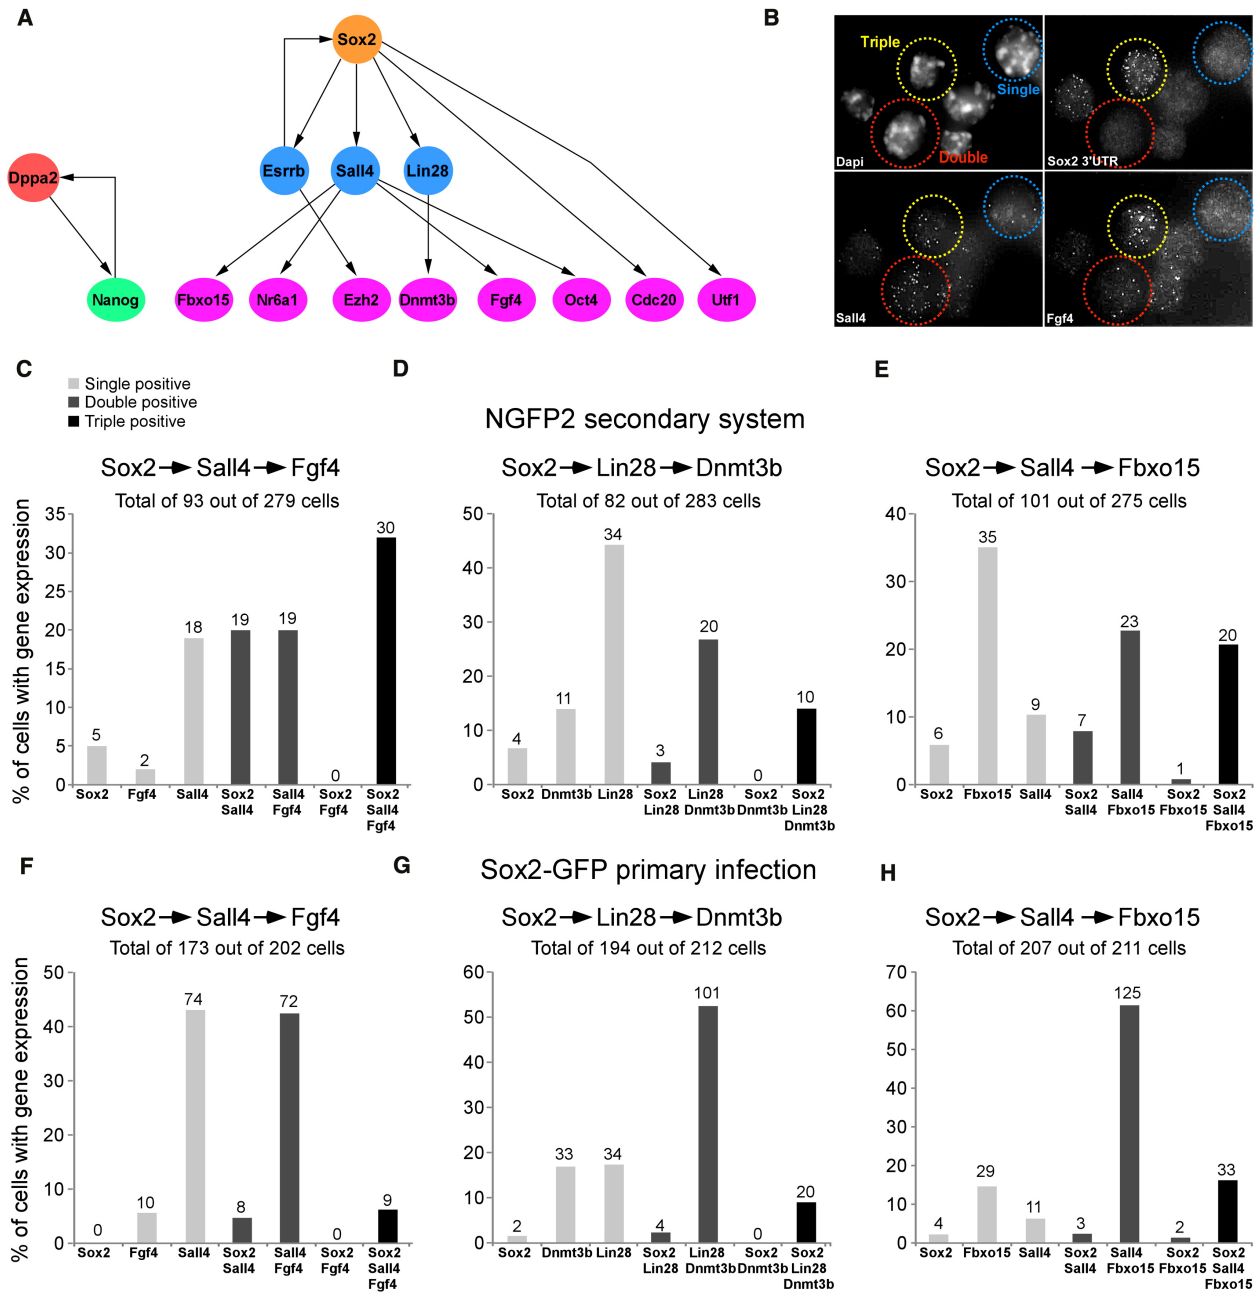 A
Sox2
Esrrb
Sall4
Lin28
Dppa2
Nanog
Fbxo15
Nr6a1
Ezh2
Dnmt3b
Fgf4
Oct4
Cdc20
Utf1
B
Triple
Single
Double
Dapi
Sox2 3'UTR
Sall4
Fgf4
C
Single positive
Double positive
Triple positive
D
E
NGFP2 secondary system
Sox2 Sall4 Fgf4
Total of 93 out of 279 cells
% of cells with gene expression
35
30
25
20
15
10
5
0
5
2
18
19
19
0
30
Sox2
Fgf4
Sall4
Sox2
Sall4
Sall4
Fgf4
Sox2
Fgf4
Sox2
Sall4
Fgf4
Sox2 Lin28 Dnmt3b
Total of 82 out of 283 cells
50
40
30
20
10
0
4
11
34
3
20
0
10
Sox2
Dnmt3b
Lin28
Sox2
Lin28
Lin28
Dnmt3b
Sox2
Dnmt3b
Sox2
Lin28
Dnmt3b
Sox2 Sall4 Fbxo15
Total of 101 out of 275 cells
40
30
20
10
0
6
35
9
7
23
1
20
Sox2
Fbxo15
Sall4
Sox2
Sall4
Sall4
Fbxo15
Sox2
Fbxo15
Sox2
Sall4
Fbxo15
F
G
H
Sox2-GFP primary infection
Sox2 Sall4 Fgf4
Total of 173 out of 202 cells
% of cells with gene expression
50
40
30
20
10
0
0
10
74
8
72
0
9
Sox2
Fgf4
Sall4
Sox2
Sall4
Sall4
Fgf4
Sox2
Fgf4
Sox2
Sall4
Fgf4
Sox2 Lin28 Dnmt3b
Total of 194 out of 212 cells
60
50
40
30
20
10
0
2
33
34
4
101
0
20
Sox2
Dnmt3b
Lin28
Sox2
Lin28
Lin28
Dnmt3b
Sox2
Dnmt3b
Sox2
Lin28
Dnmt3b
Sox2 Sall4 Fbxo15
Total of 207 out of 211 cells
70
60
50
40
30
20
10
0
4
29
11
3
125
2
33
Sox2
Fbxo15
Sall4
Sox2
Sall4
Sall4
Fbxo15
Sox2
Fbxo15
Sox2
Sall4
Fbxo15